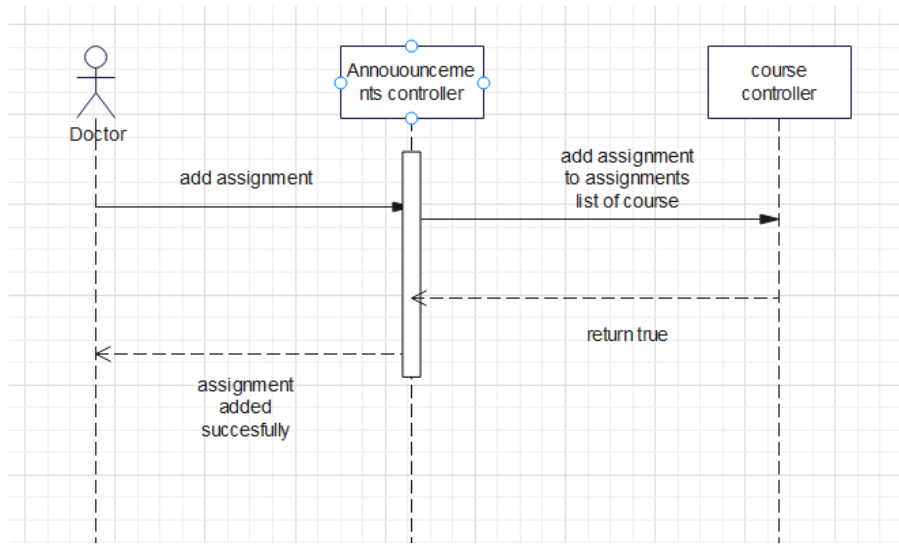 Annouounceme
nts controller
course
controller
Doctor
add assignment
add assignment
to assignments
list of course
return true
assignment
added
succesfully